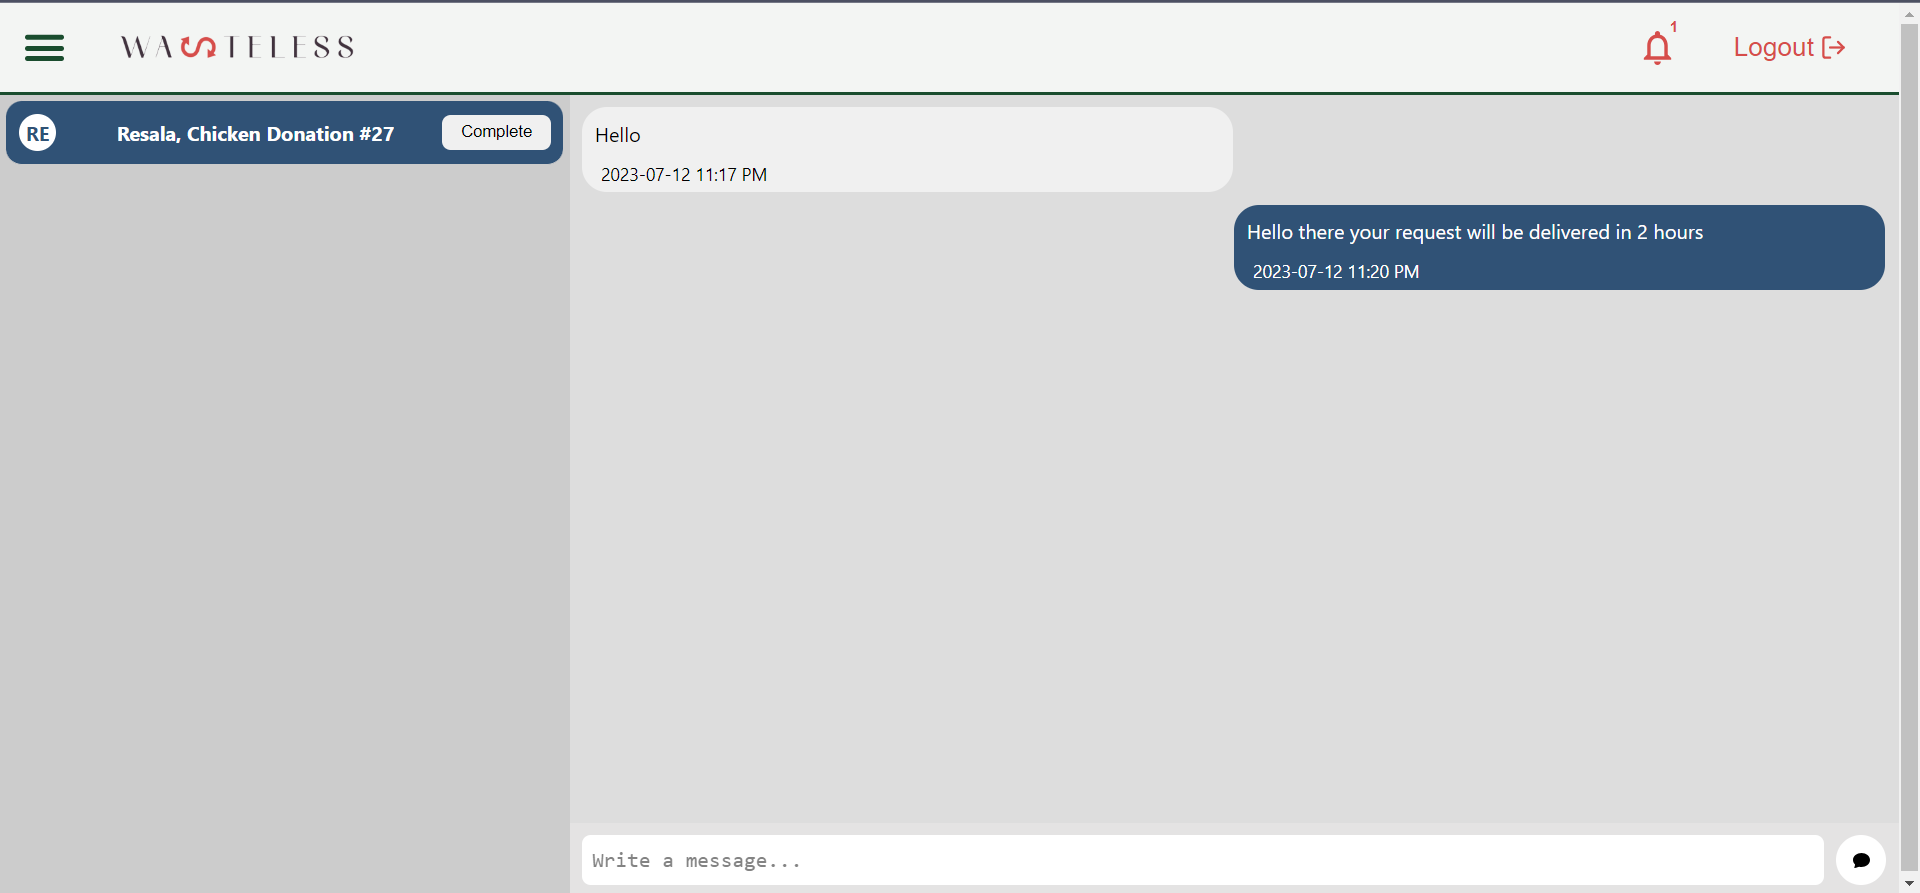 WASTELESS
1
Logout
RE
Resala, Chicken Donation #27
Complete
Hello
2023-07-12 11:17 PM
Hello there your request will be delivered in 2 hours
2023-07-12 11:20 PM
Write a message...